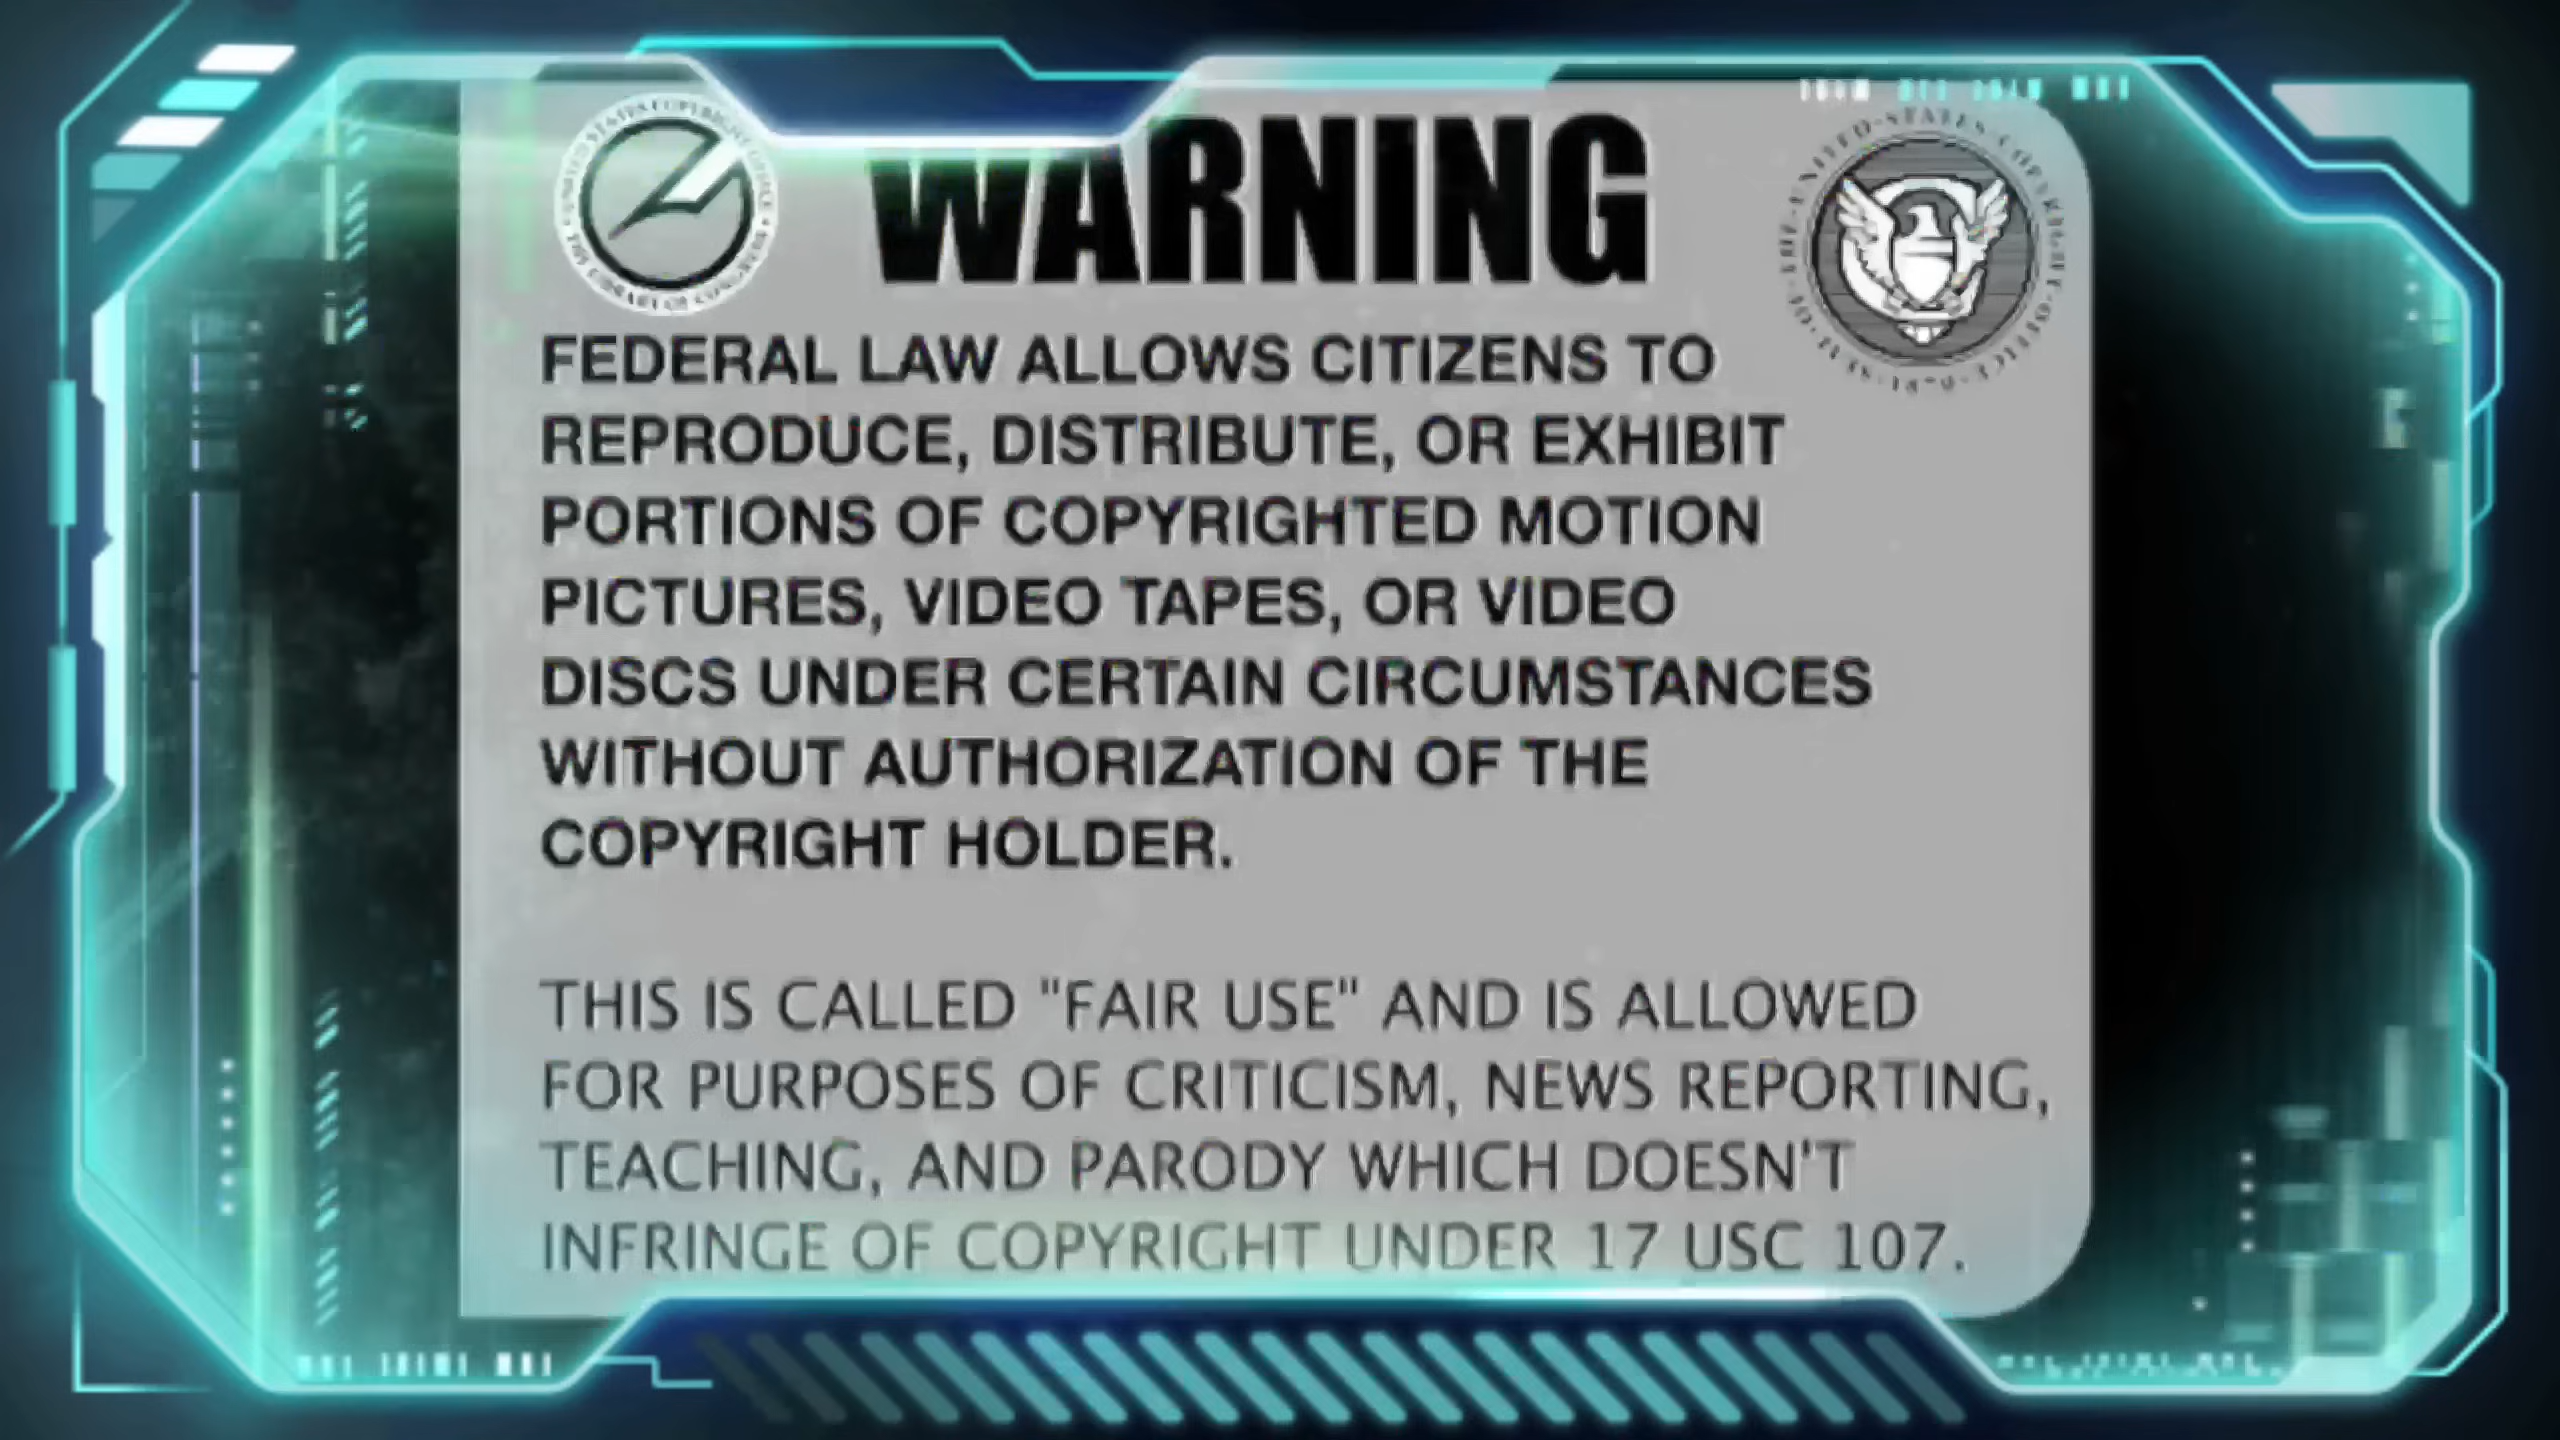 WARNING
FEDERAL LAW ALLOWS CITIZENS TO
REPRODUCE, DISTRIBUTE, OR EXHIBIT
PORTIONS OF COPYRIGHTED MOTION
PICTURES, VIDEO TAPES, OR VIDEO
DISCS UNDER CERTAIN CIRCUMSTANCES
WITHOUT AUTHORIZATION OF THE
COPYRIGHT HOLDER.
THIS IS CALLED "FAIR USE" AND IS ALLOWED
FOR PURPOSES OF CRITICISM, NEWS REPORTING,
TEACHING, AND PARODY WHICH DOESN'T
INFRINGE OF COPYRIGHT UNDER 17 USC 107.